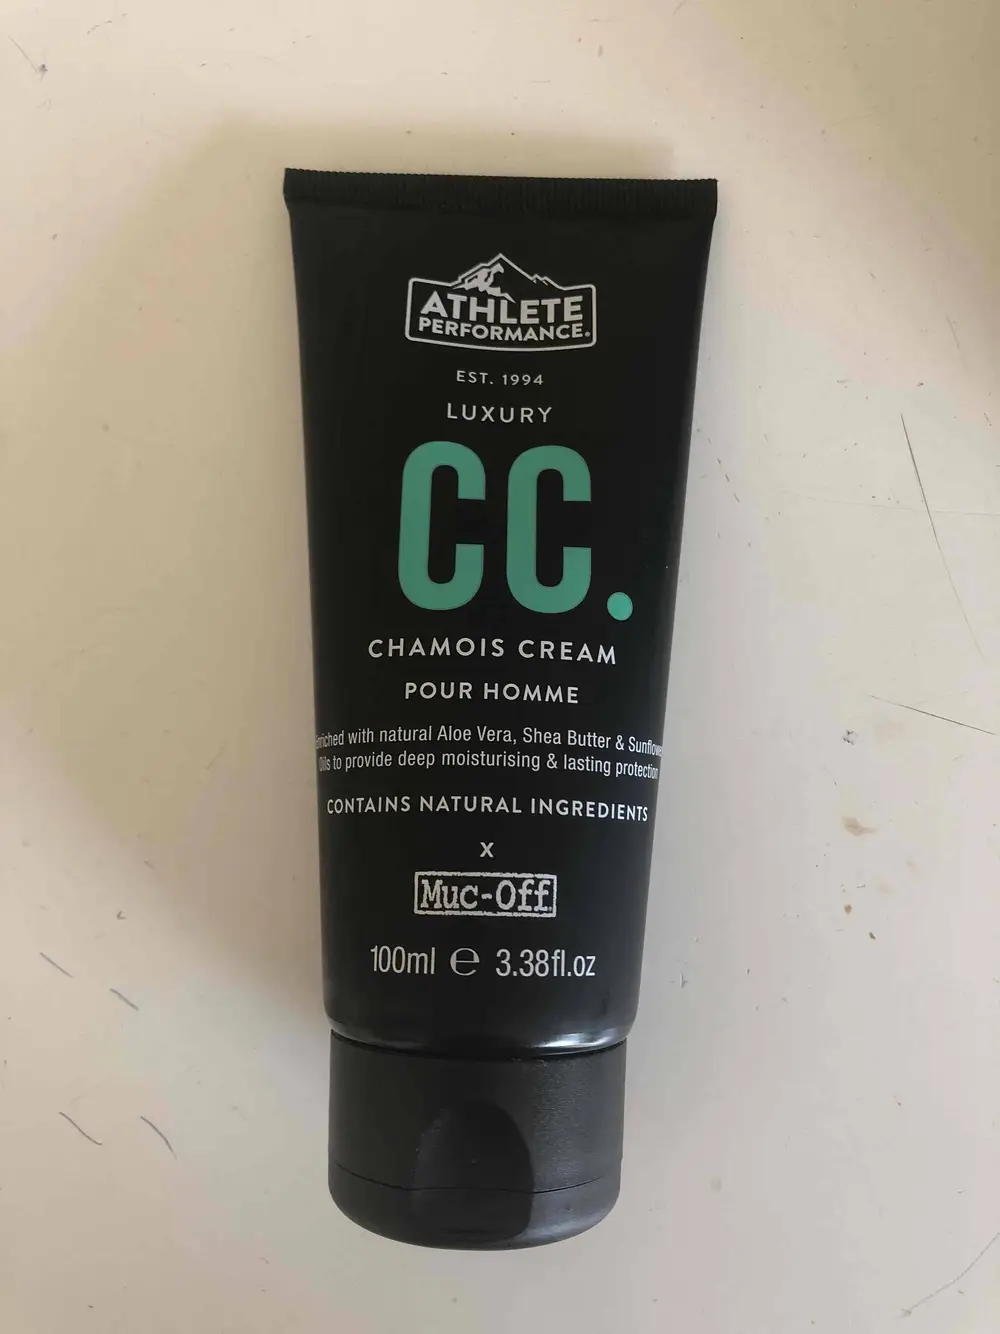 ATHLETE
PERFORMANCE.
EST. 1994
LUXURY
CC.
CHAMOIS CREAM
POUR HOMME
Enriched with natural Aloe Vera, Shea Butter & Sunflower
Oils to provide deep moisturising & lasting protection
CONTAINS NATURAL INGREDIENTS
X
Muc-Off
100ml ℮ 3.38fl.oz